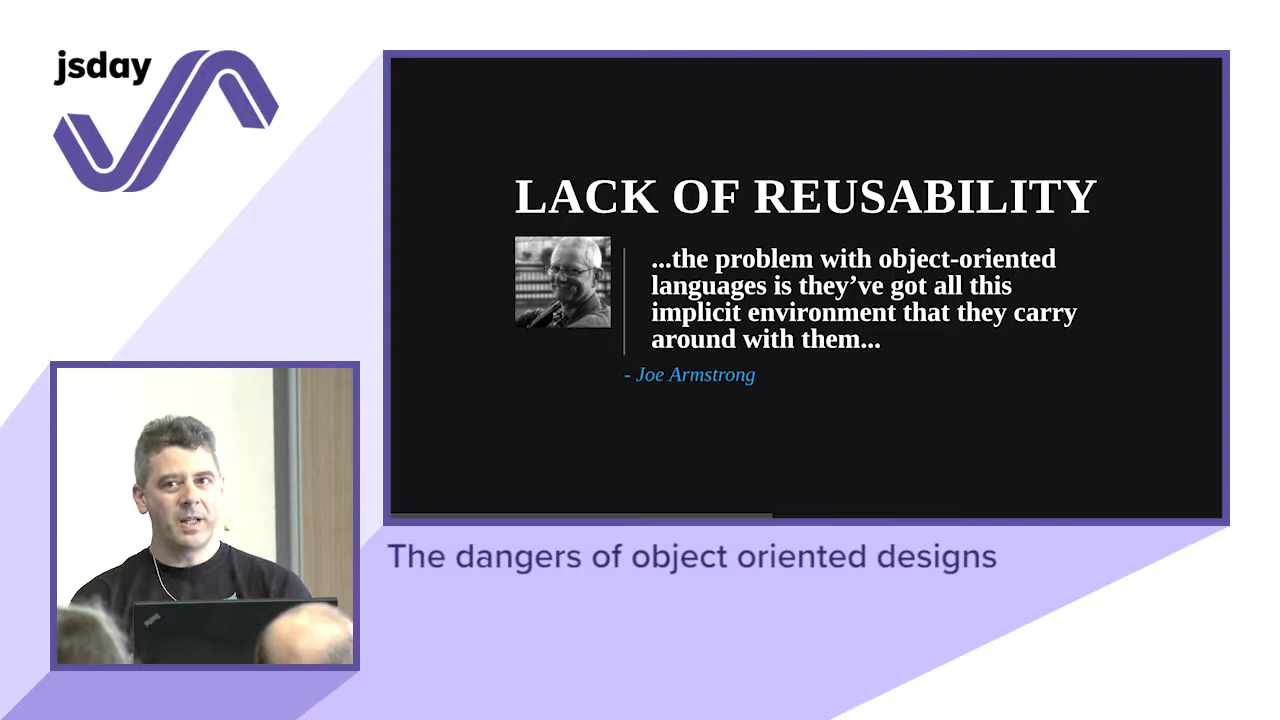 jsday
LACK OF REUSABILITY
...the problem with object-oriented
languages is they’ve got all this
implicit environment that they carry
around with them...
- Joe Armstrong
The dangers of object oriented designs